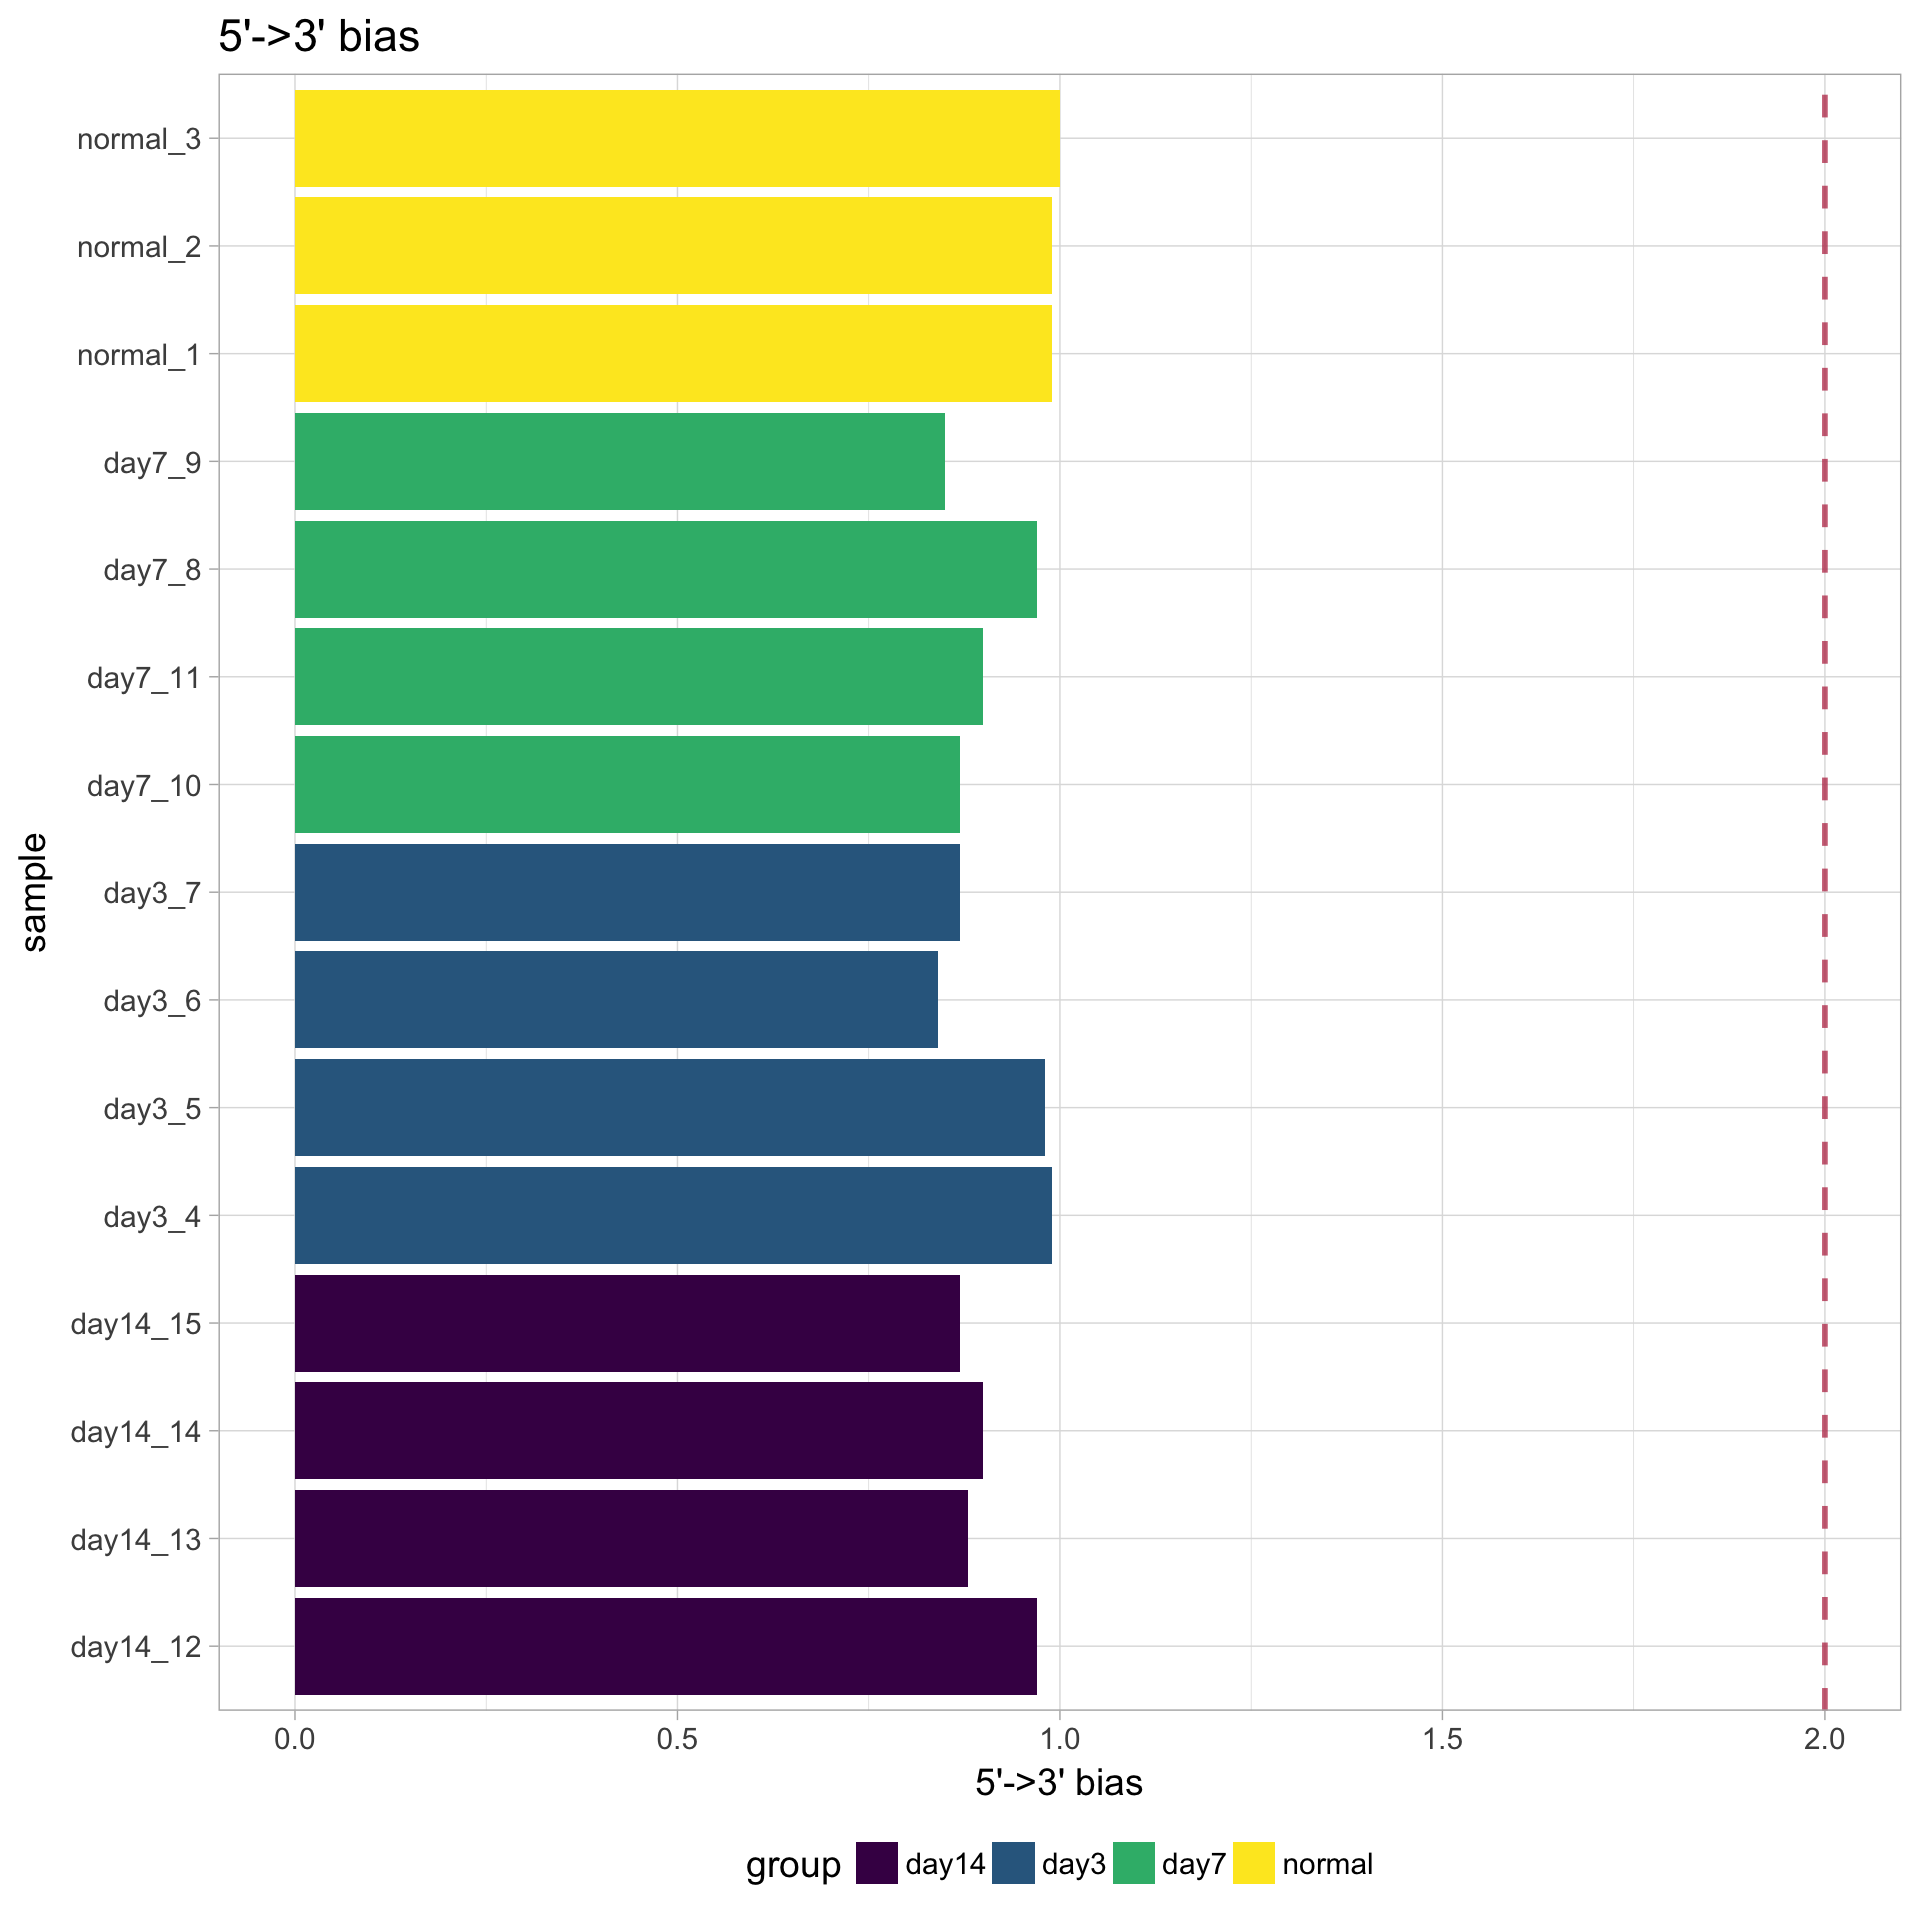 5'->3' bias
normal_3
normal_2
normal_1
day7_9
day7_8
day7_11
day7_10
day3_7
day3_6
day3_5
day3_4
day14_15
day14_14
day14_13
day14_12
sample
0.0 0.5 1.0 1.5 2.0
5'->3' bias
group day14 day3 day7 normal